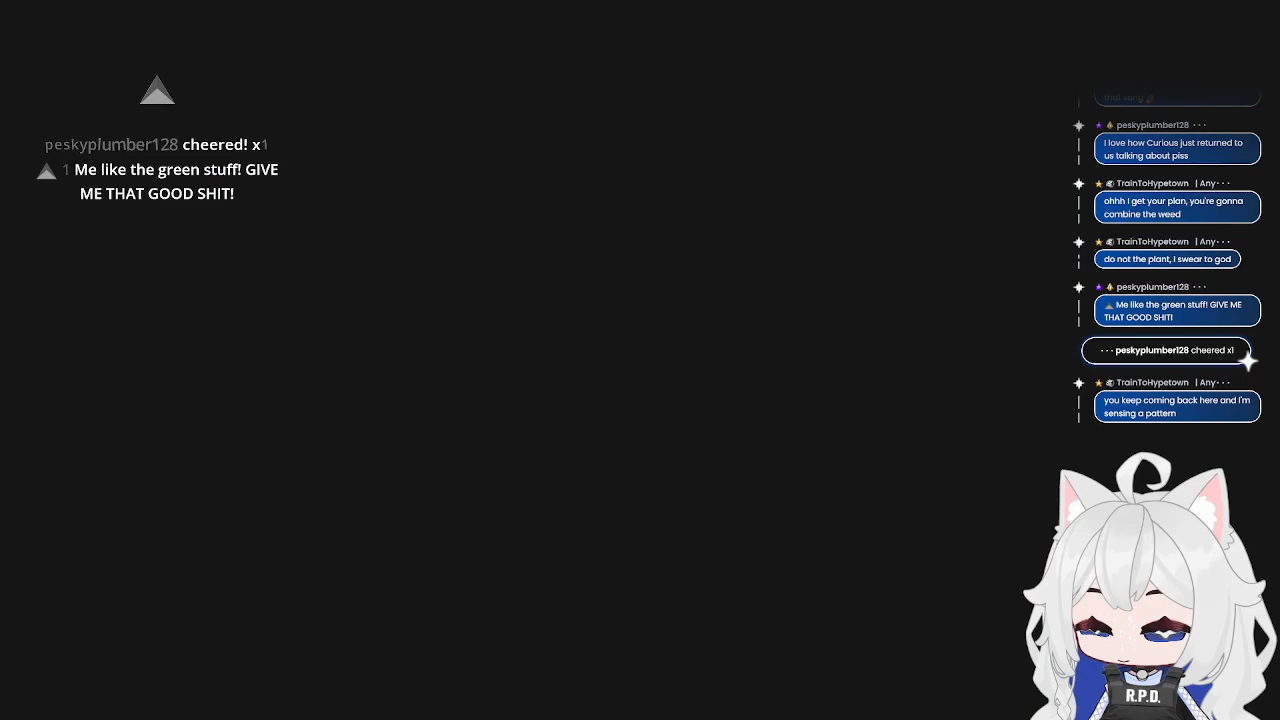 peskyplumber128 cheered! x1
1 Me like the green stuff! GIVE
ME THAT GOOD SHIT!
that song
peskyplumber128 ···
I love how Curious just returned to
us talking about piss
TrainToHypetown | Any···
ohhh I get your plan, you're gonna
combine the weed
TrainToHypetown | Any···
do not the plant, I swear to god
peskyplumber128 ···
Me like the green stuff! GIVE ME
THAT GOOD SHIT!
··· peskyplumber128 cheered x1
TrainToHypetown | Any···
you keep coming back here and I'm
sensing a pattern
R.P.D.